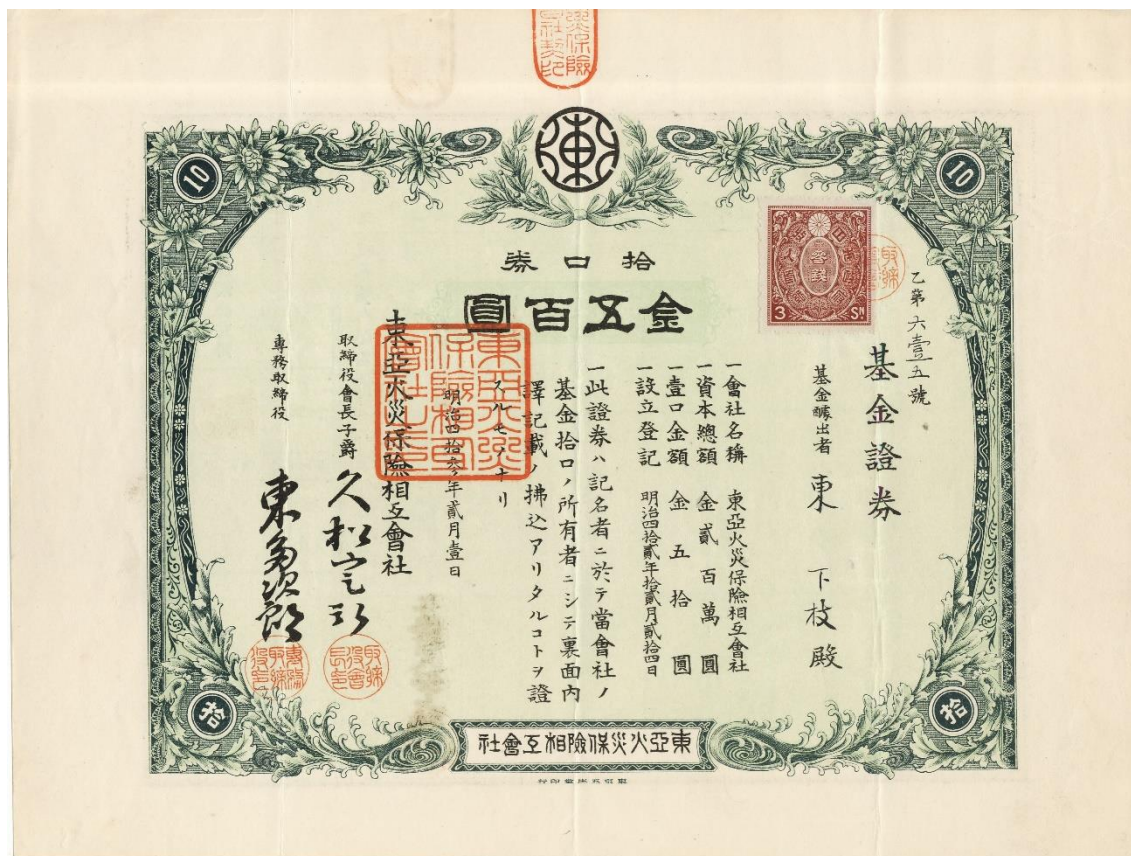 東
10
10
拾口券
金五百圓
3 Sⁿ
乙第六壹五號
基金證券
基金醵出者 東 下枝殿
一會社名稱 東亞火災保險相互會社
一資本總額 金貳百萬圓
一壹口金額 金五拾圓
一設立登記 明治四拾貳年拾貳月貳拾四日
一此證券ハ記名者ニ於テ當會社ノ
基金拾口ノ所有者ニシテ裏面內
譯記載ノ拂込アリタルコトヲ證
スルモノナリ
明治四拾參年貳月壹日
東亞火災保險相互會社
取締役會長子爵 久松定弘
專務取締役 東
拾
拾
東亞火災保險相互會社